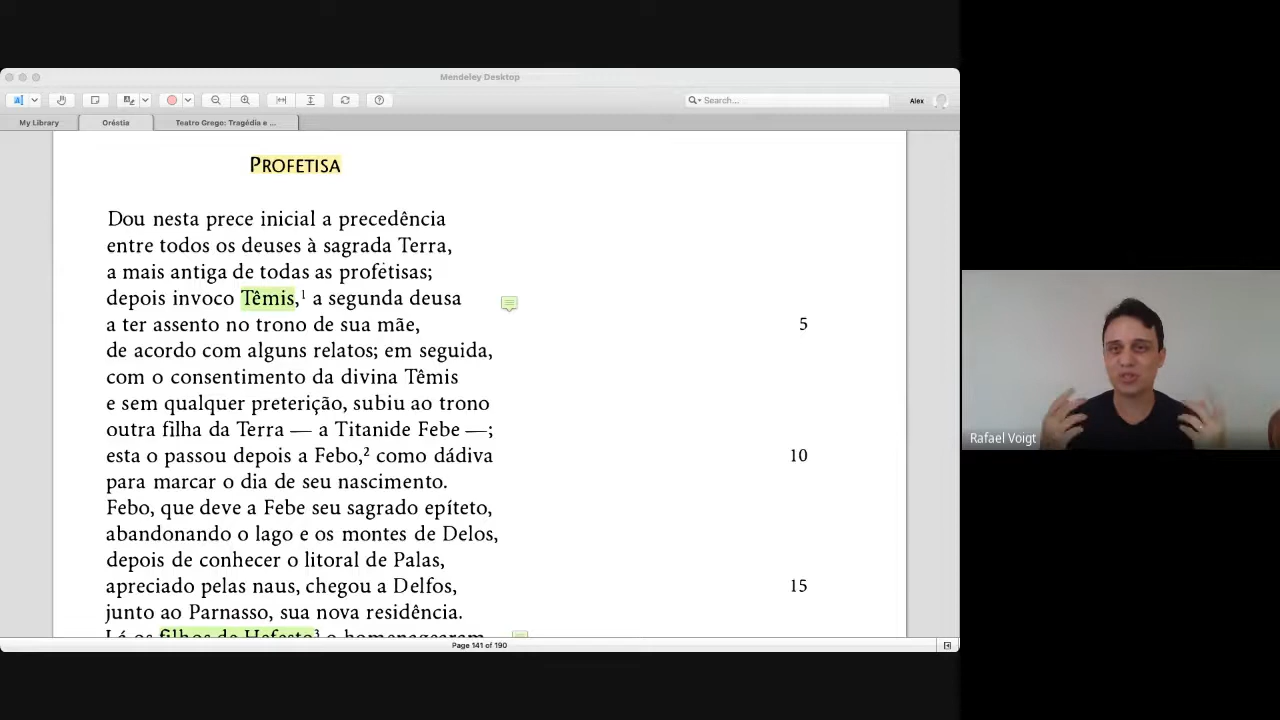 Mendeley Desktop
Search...
Alex
My Library
Oréstia
Teatro Grego: Tragédia e ...
PROFETISA
Dou nesta prece inicial a precedência
entre todos os deuses à sagrada Terra,
a mais antiga de todas as profetisas;
depois invoco Têmis,¹ a segunda deusa
a ter assento no trono de sua mãe, 5
de acordo com alguns relatos; em seguida,
com o consentimento da divina Têmis
e sem qualquer preterição, subiu ao trono
outra filha da Terra — a Titanide Febe —;
esta o passou depois a Febo,² como dádiva 10
para marcar o dia de seu nascimento.
Febo, que deve a Febe seu sagrado epíteto,
abandonando o lago e os montes de Delos,
depois de conhecer o litoral de Palas,
apreciado pelas naus, chegou a Delfos, 15
junto ao Parnasso, sua nova residência.
Lá os filhos de Hefesto³ o homenagearam
Page 141 of 190
Rafael Voigt